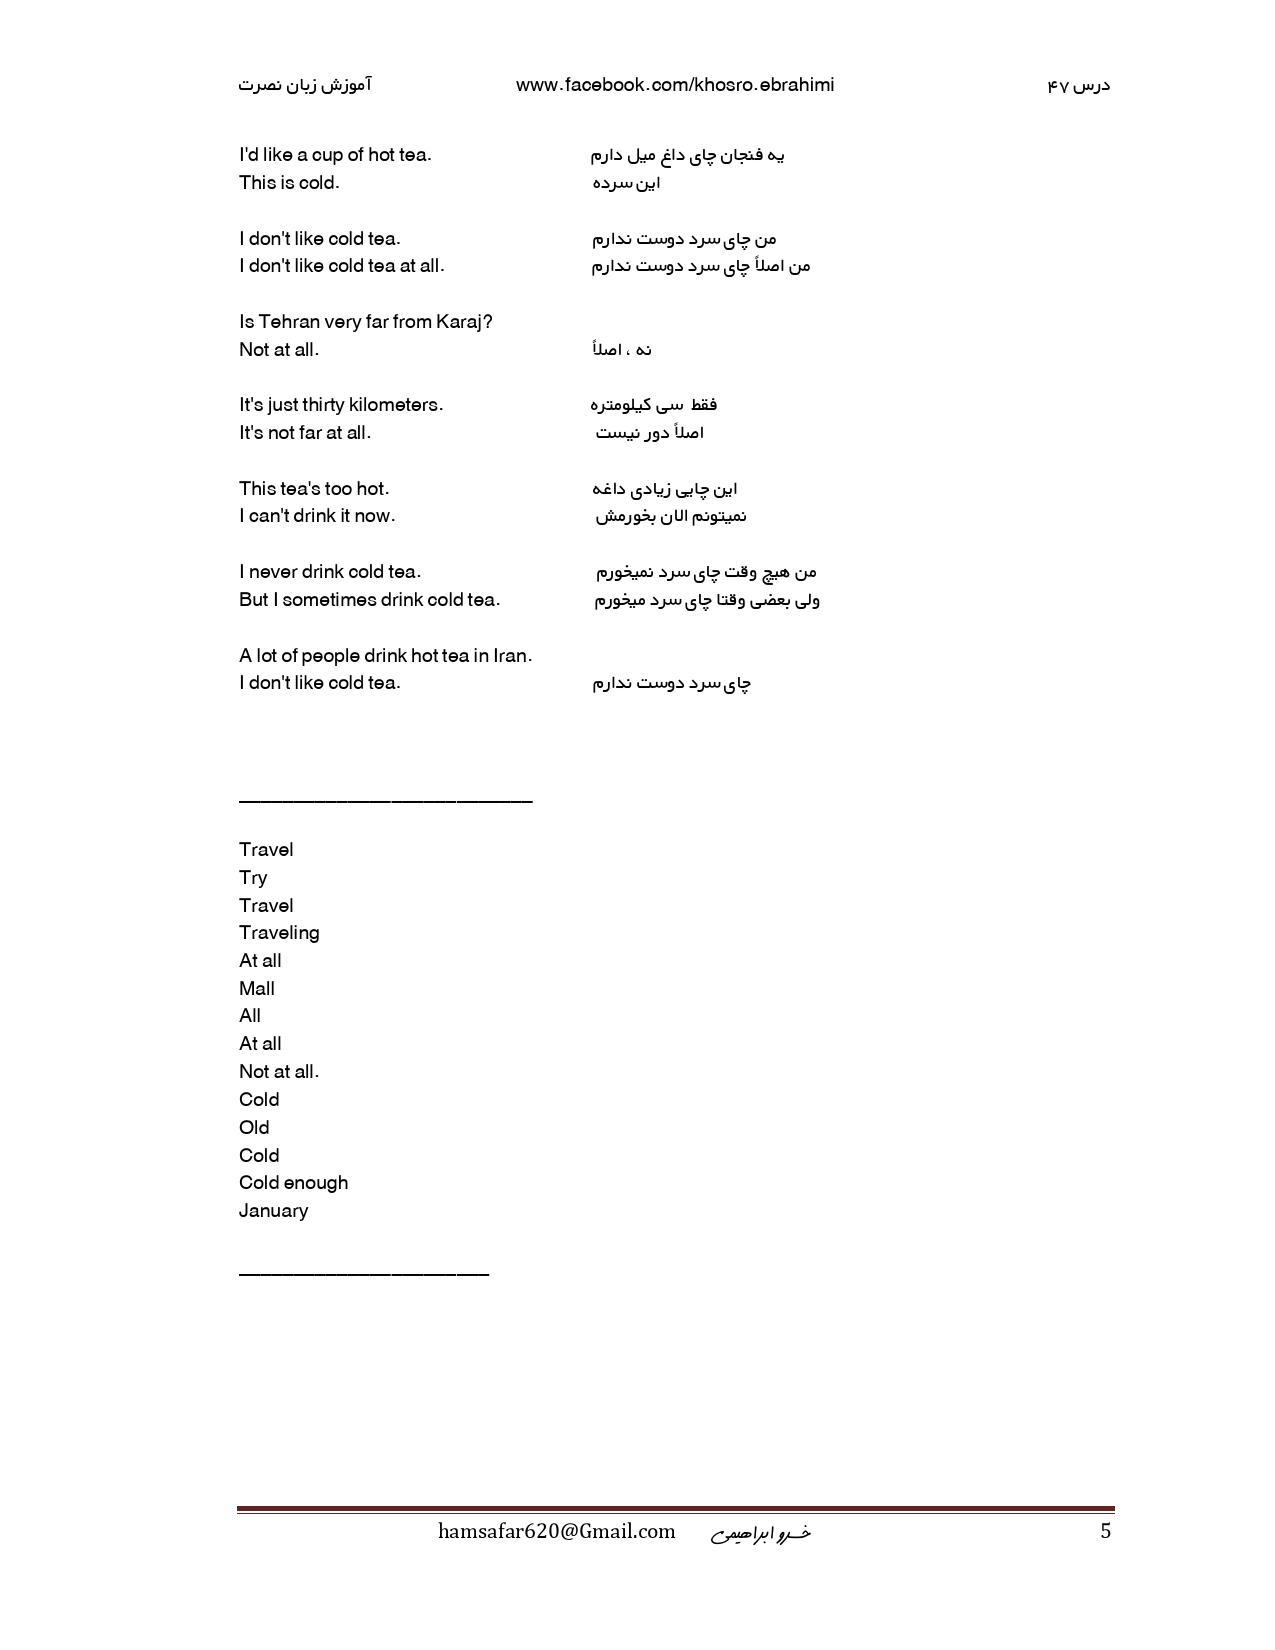 آموزش زبان نصرت www.facebook.com/khosro.ebrahimi درس ۴۷
I'd like a cup of hot tea. یه فنجان چای داغ میل دارم
This is cold. این سرده
I don't like cold tea. من چای سرد دوست ندارم
I don't like cold tea at all. من اصلاً چای سرد دوست ندارم
Is Tehran very far from Karaj?
Not at all. نه ، اصلاً
It's just thirty kilometers. فقط سی کیلومتره
It's not far at all. اصلاً دور نیست
This tea's too hot. این چایی زیادی داغه
I can't drink it now. نمیتونم الان بخورمش
I never drink cold tea. من هیچ وقت چای سرد نمیخورم
But I sometimes drink cold tea. ولی بعضی وقتا چای سرد میخورم
A lot of people drink hot tea in Iran.
I don't like cold tea. چای سرد دوست ندارم
Travel
Try
Travel
Traveling
At all
Mall
All
At all
Not at all.
Cold
Old
Cold
Cold enough
January
hamsafar620@Gmail.com خسرو ابراهیمی 5